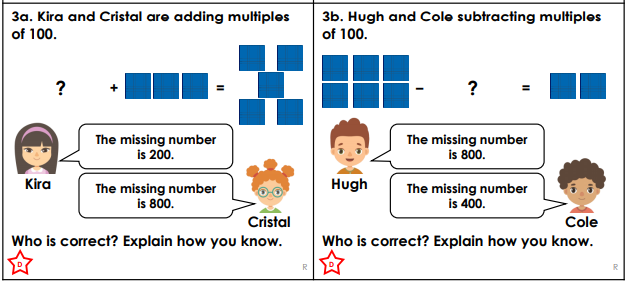 3a. Kira and Cristal are adding multiples
of 100.
? + =
The missing number
is 200.
Kira
The missing number
is 800.
Cristal
Who is correct? Explain how you know.
D
R
3b. Hugh and Cole subtracting multiples
of 100.
− ? =
The missing number
is 800.
Hugh
The missing number
is 400.
Cole
Who is correct? Explain how you know.
D
R